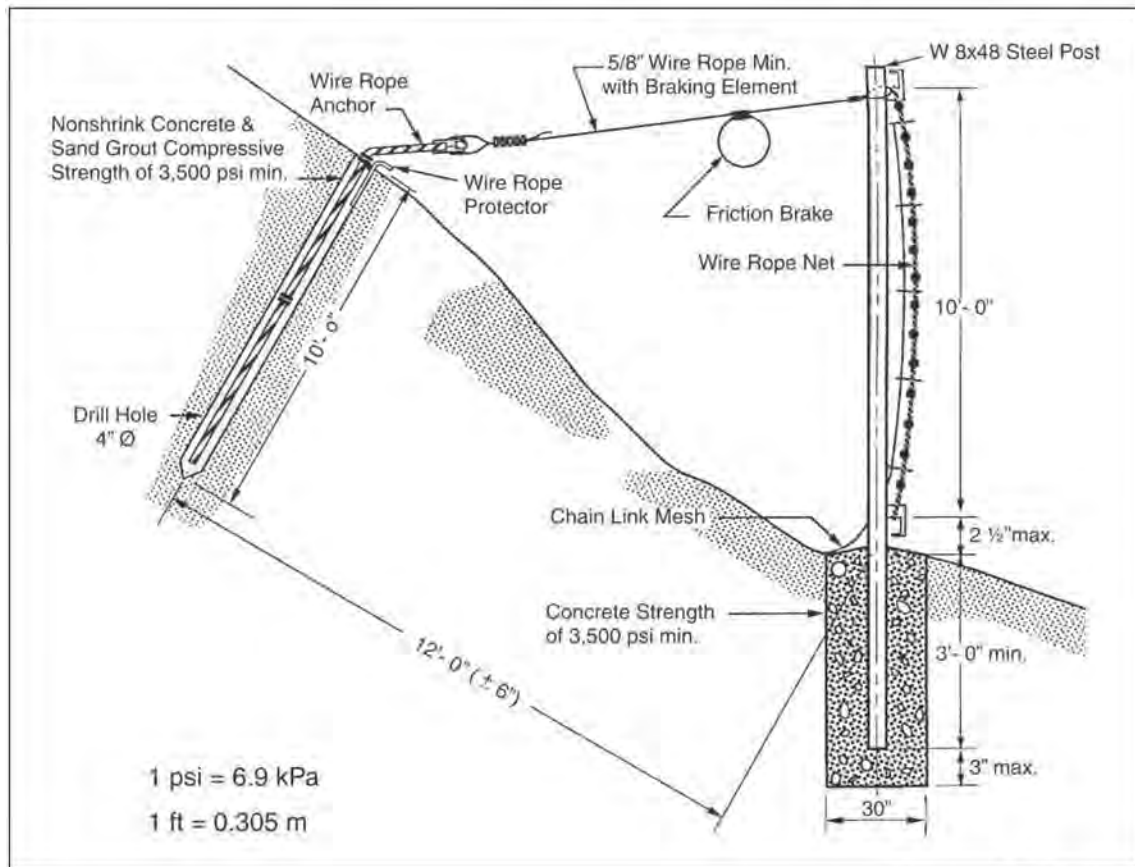 W 8x48 Steel Post
5/8" Wire Rope Min.
with Braking Element
Wire Rope
Anchor
Nonshrink Concrete &
Sand Grout Compressive
Strength of 3,500 psi min.
Wire Rope
Protector
Friction Brake
Wire Rope Net
10'- 0"
10'- 0"
Drill Hole
4" Ø
Chain Link Mesh
2 ½"max.
Concrete Strength
of 3,500 psi min.
3'- 0" min.
12'- 0" (± 6")
3" max.
30"
1 psi = 6.9 kPa
1 ft = 0.305 m